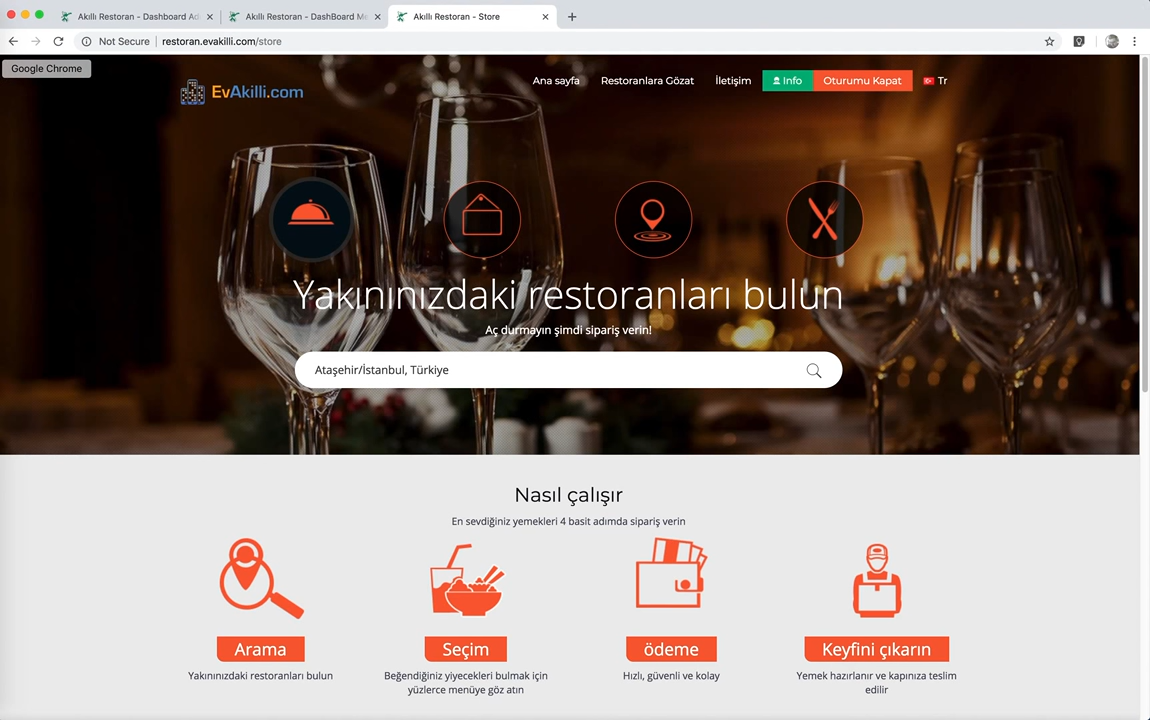 Akıllı Restoran - Dashboard Ad
Akıllı Restoran - DashBoard Me
Akıllı Restoran - Store
Not Secure
restoran.evakilli.com/store
Google Chrome
EvAkilli.com
Ana sayfa
Restoranlara Gözat
İletişim
Info
Oturumu Kapat
Tr
Yakınınızdaki restoranları bulun
Aç durmayın şimdi sipariş verin!
Ataşehir/İstanbul, Türkiye
Nasıl çalışır
En sevdiğiniz yemekleri 4 basit adımda sipariş verin
Arama
Yakınınızdaki restoranları bulun
Seçim
Beğendiğiniz yiyecekleri bulmak için
yüzlerce menüye göz atın
ödeme
Hızlı, güvenli ve kolay
Keyfini çıkarın
Yemek hazırlanır ve kapınıza teslim
edilir